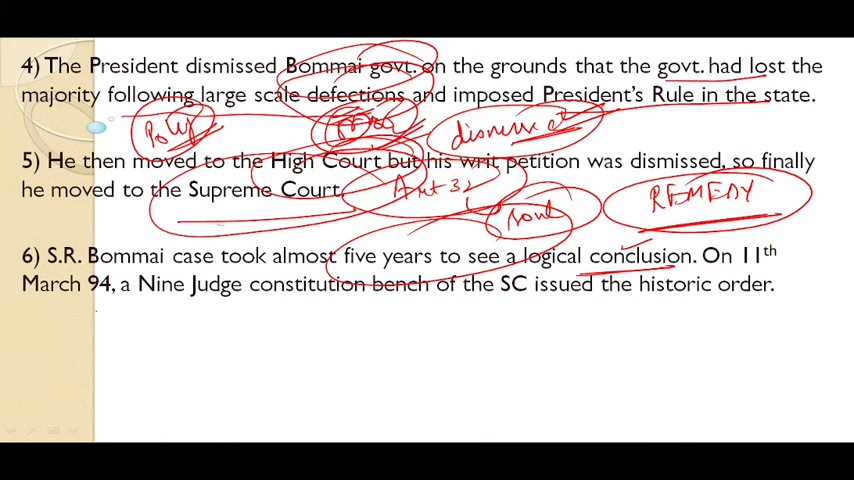 4) The President dismissed Bommai govt. on the grounds that the govt. had lost the
majority following large scale defections and imposed President's Rule in the state.
5) He then moved to the High Court but his writ petition was dismissed, so finally
he moved to the Supreme Court.
Art 32
Soul
REMEDY
6) S.R. Bommai case took almost five years to see a logical conclusion. On 11th
March 94, a Nine Judge constitution bench of the SC issued the historic order.